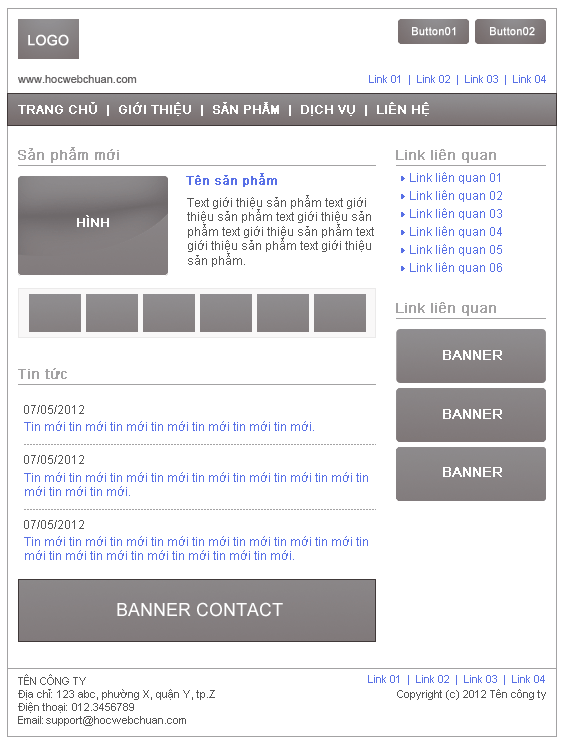 LOGO
Button01 Button02
www.hocwebchuan.com
Link 01 | Link 02 | Link 03 | Link 04
TRANG CHỦ | GIỚI THIỆU | SẢN PHẨM | DỊCH VỤ | LIÊN HỆ
Sản phẩm mới
HÌNH
Tên sản phẩm
Text giới thiệu sản phẩm text giới
thiệu sản phẩm text giới thiệu sản
phẩm text giới thiệu sản phẩm text
giới thiệu sản phẩm text giới thiệu
sản phẩm.
Tin tức
07/05/2012
Tin mới tin mới tin mới tin mới tin mới tin mới tin mới.
07/05/2012
Tin mới tin mới tin mới tin mới tin mới tin mới tin mới tin
mới tin mới tin mới.
07/05/2012
Tin mới tin mới tin mới tin mới tin mới tin mới tin mới tin
mới tin mới tin mới tin mới tin mới tin mới.
BANNER CONTACT
Link liên quan
Link liên quan 01
Link liên quan 02
Link liên quan 03
Link liên quan 04
Link liên quan 05
Link liên quan 06
Link liên quan
BANNER
BANNER
BANNER
TÊN CÔNG TY
Địa chỉ: 123 abc, phường X, quận Y, tp.Z
Điện thoại: 012.3456789
Email: support@hocwebchuan.com
Link 01 | Link 02 | Link 03 | Link 04
Copyright (c) 2012 Tên công ty